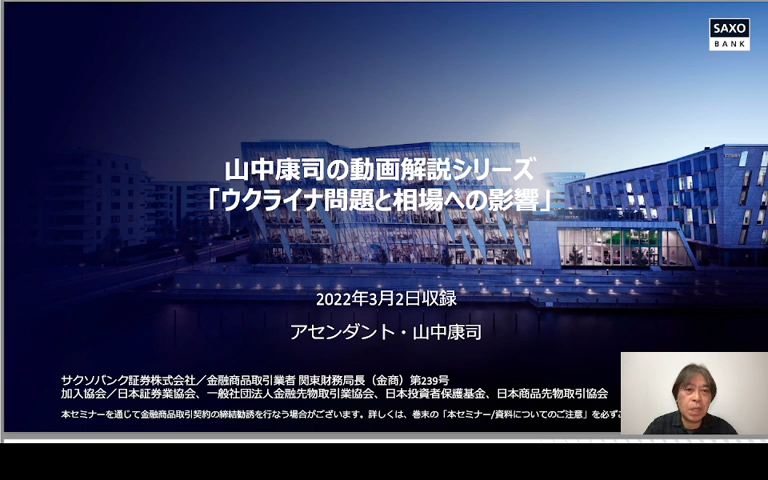 SAXO
BANK
山中康司の動画解説シリーズ
「ウクライナ問題と相場への影響」
2022年3月2日収録
アセンダント・山中康司
サクソバンク証券株式会社／金融商品取引業者 関東財務局長（金商）第239号
加入協会／日本証券業協会、一般社団法人金融先物取引業協会、日本投資者保護基金、日本商品先物取引協会
本セミナーを通じて金融商品取引契約の締結勧誘を行なう場合がございます。詳しくは、巻末の「本セミナー/資料についてのご注意」を必ず